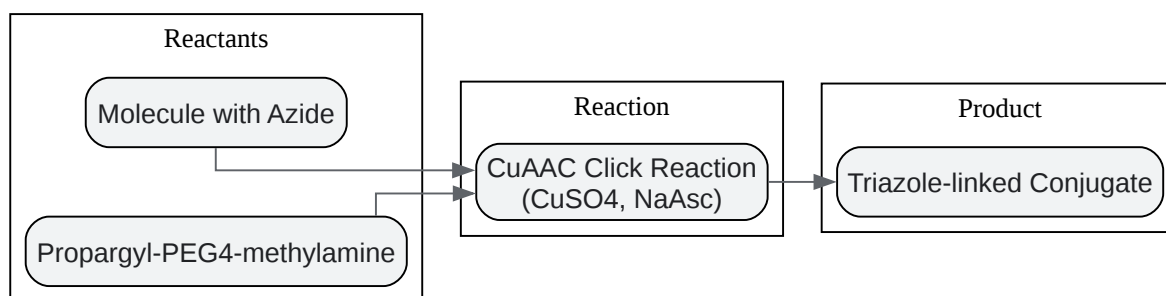 Reactants
Molecule with Azide
Propargyl-PEG4-methylamine
Reaction
CuAAC Click Reaction
(CuSO4, NaAsc)
Product
Triazole-linked Conjugate